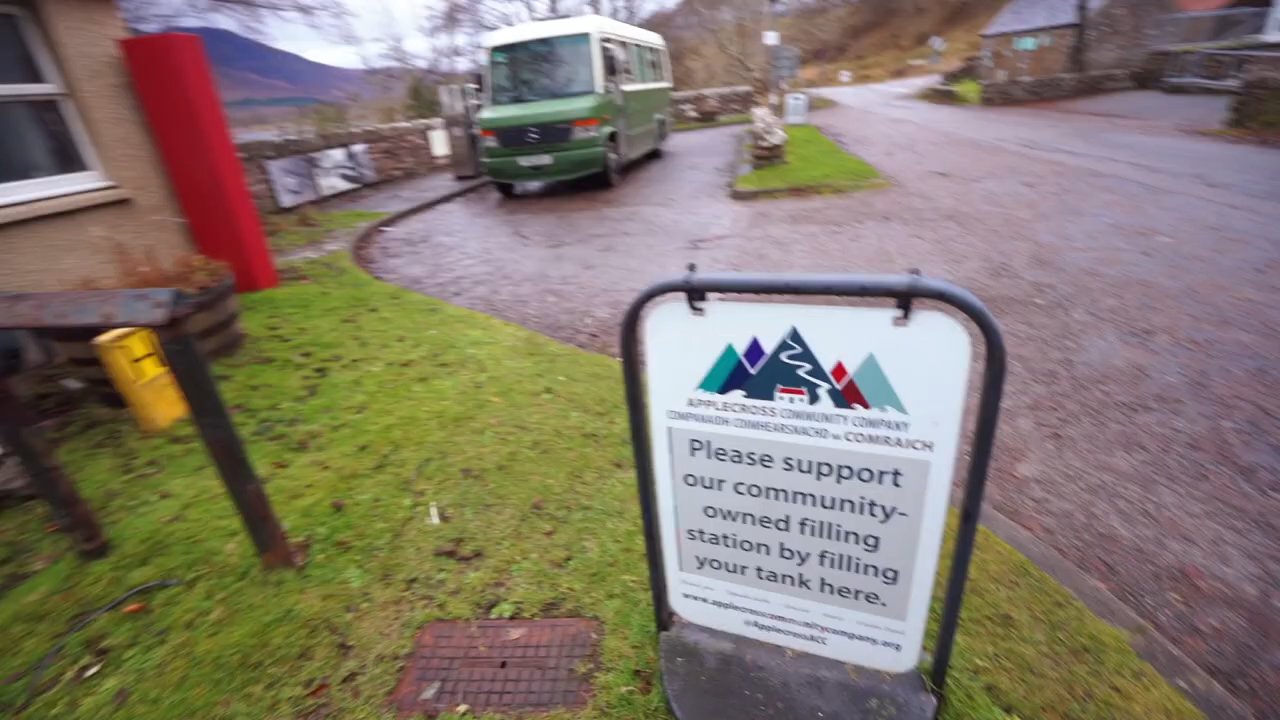 APPLECROSS COMMUNITY COMPANY
COMPANAIDH COIMHEARSNACHD na COMRAICH
Please support
our community-
owned filling
station by filling
your tank here.
www.applecrosscommunitycompany.org
@ApplecrossACC